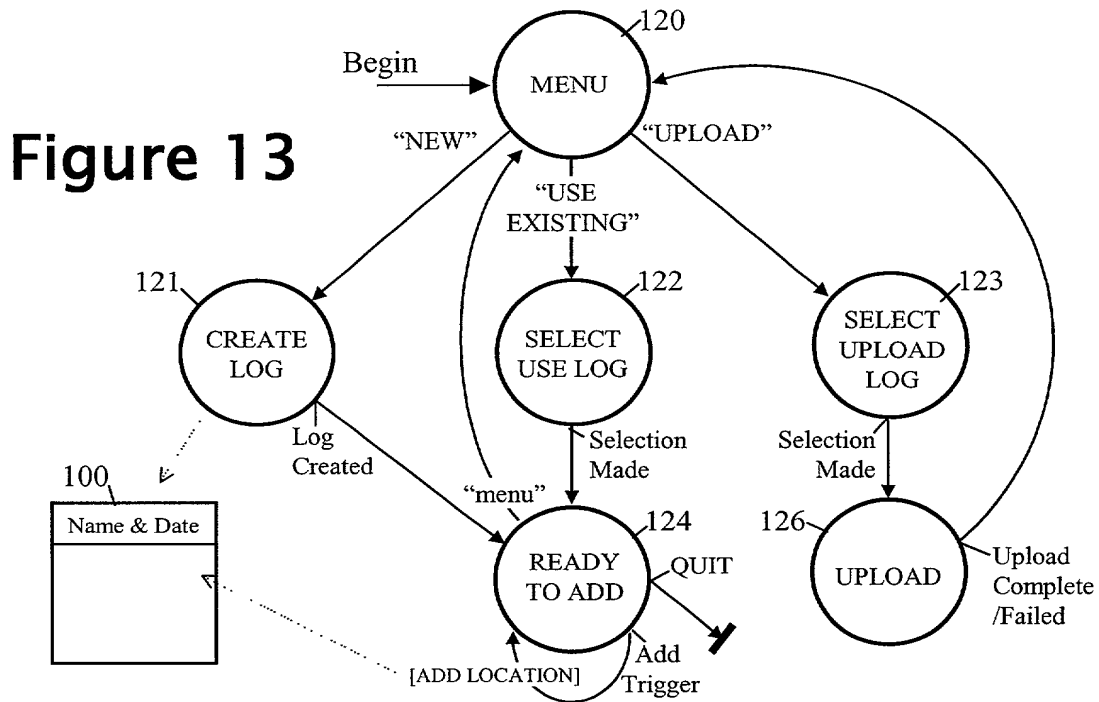 120
Begin
MENU
Figure 13
“NEW”
“UPLOAD”
“USE
EXISTING”
121
122
123
CREATE
LOG
SELECT
USE LOG
SELECT
UPLOAD
LOG
Log
Created
Selection
Made
Selection
Made
100
Name & Date
“menu”
124
126
READY
TO ADD
QUIT
UPLOAD
Upload
Complete
/Failed
[ADD LOCATION]
Add
Trigger